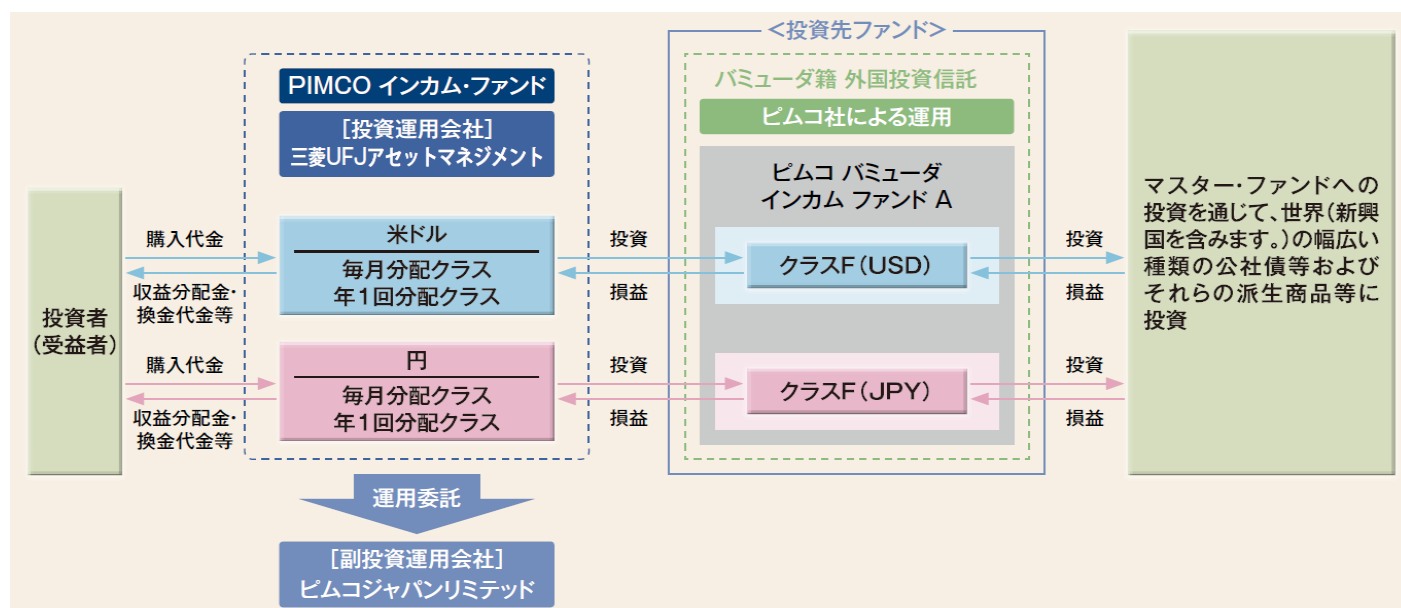 ＜投資先ファンド＞
PIMCO インカム・ファンド
［投資運用会社］
三菱UFJアセットマネジメント
バミューダ籍 外国投資信託
ピムコ社による運用
ピムコ バミューダ
インカム ファンド A
投資者
（受益者）
購入代金
収益分配金・
換金代金等
米ドル
毎月分配クラス
年1回分配クラス
投資
損益
クラスF（USD）
投資
損益
購入代金
収益分配金・
換金代金等
円
毎月分配クラス
年1回分配クラス
投資
損益
クラスF（JPY）
投資
損益
マスター・ファンドへの
投資を通じて、世界（新興
国を含みます。）の幅広い
種類の公社債等および
それらの派生商品等に
投資
運用委託
［副投資運用会社］
ピムコジャパンリミテッド